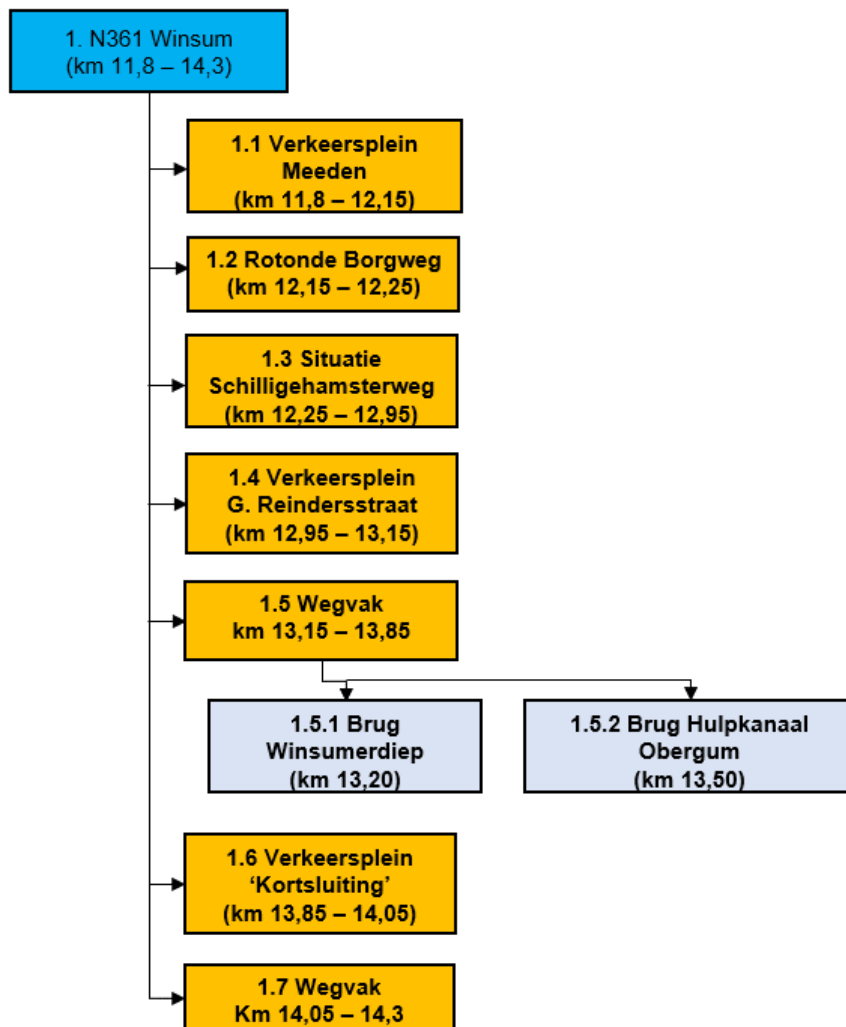 1. N361 Winsum
(km 11,8 – 14,3)
1.1 Verkeersplein
Meeden
(km 11,8 – 12,15)
1.2 Rotonde Borgweg
(km 12,15 – 12,25)
1.3 Situatie
Schilligehamsterweg
(km 12,25 – 12,95)
1.4 Verkeersplein
G. Reindersstraat
(km 12,95 – 13,15)
1.5 Wegvak
km 13,15 – 13,85
1.5.1 Brug
Winsumerdiep
(km 13,20)
1.5.2 Brug Hulpkanaal
Obergum
(km 13,50)
1.6 Verkeersplein
‘Kortsluiting’
(km 13,85 – 14,05)
1.7 Wegvak
Km 14,05 – 14,3